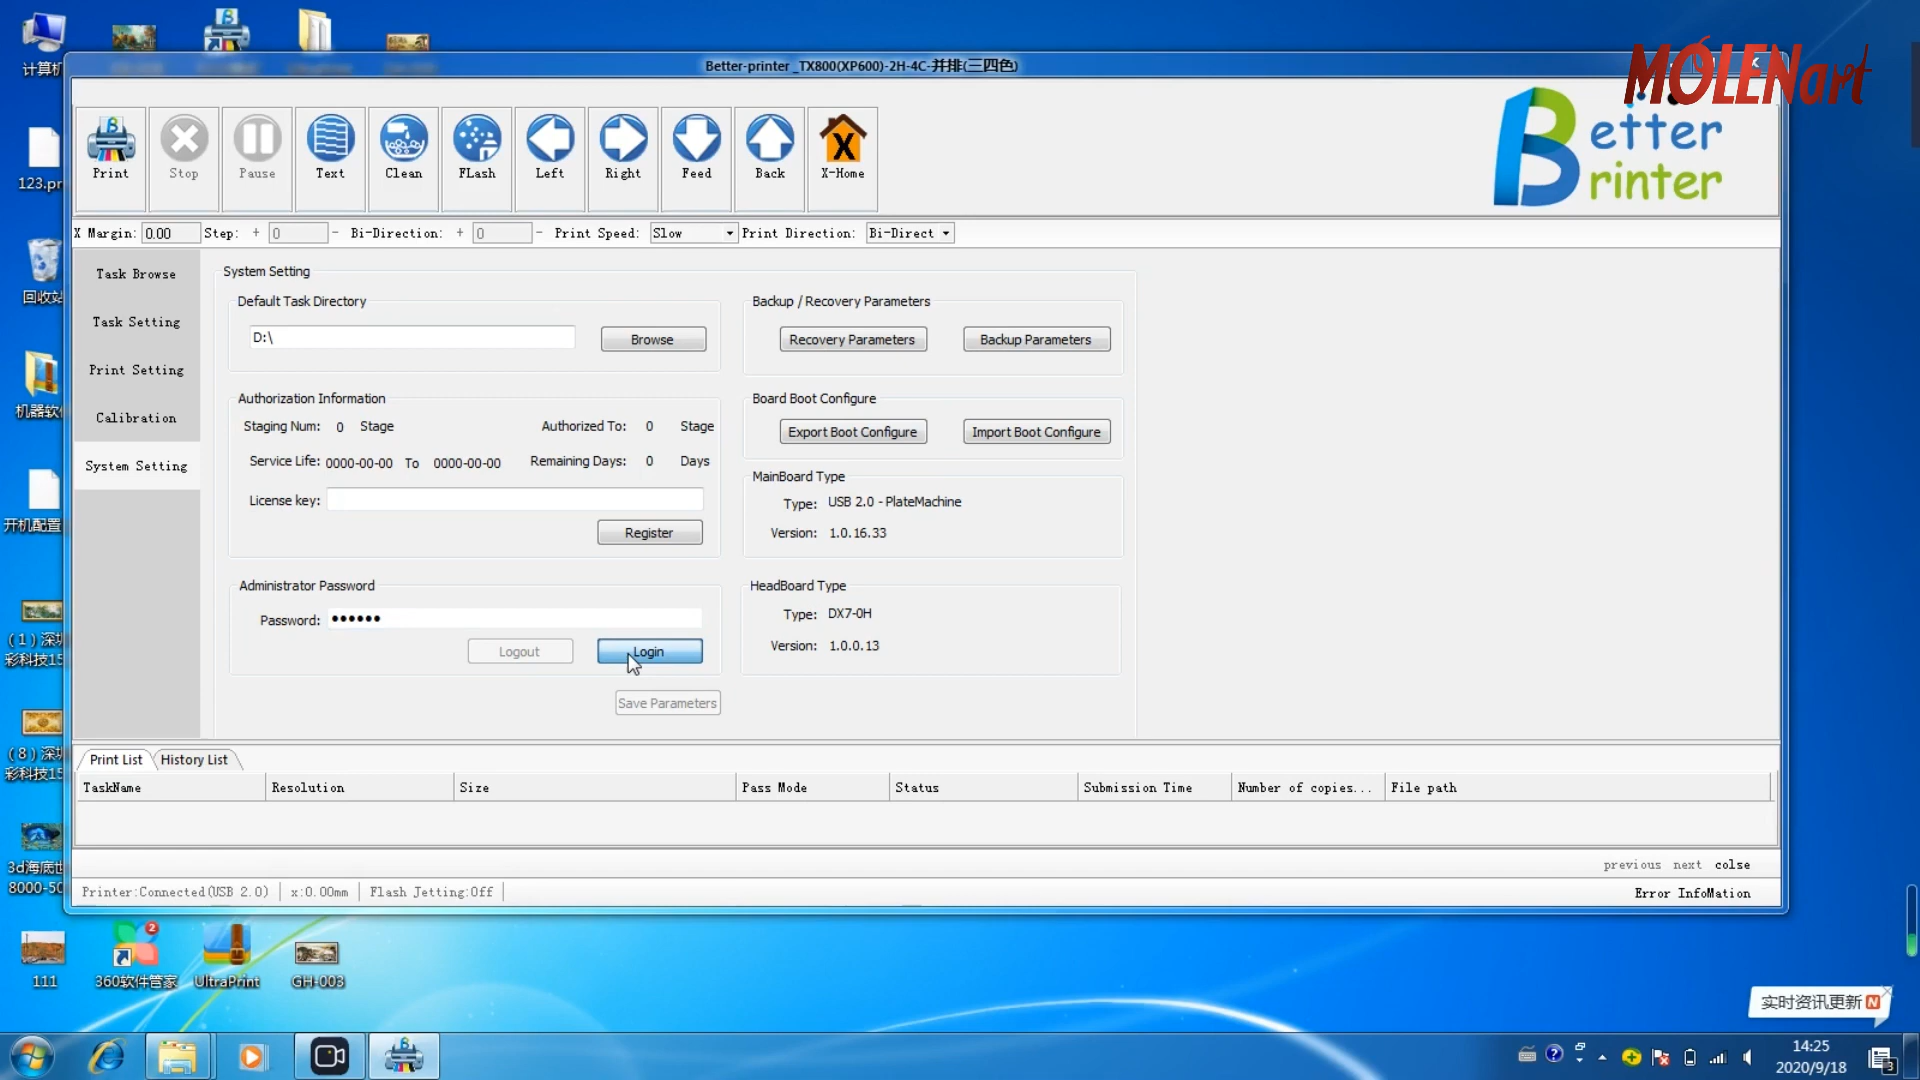 计算机
MOLENart
Better-printer _TX800(XP600)-2H-4C-并排(三四色)
Print
Stop
Pause
Text
Clean
FLash
Left
Right
Feed
Back
X-Home
Better
Printer
123.pr
X Margin: 0.00 Step: + 0 - Bi-Direction: + 0 - Print Speed: Slow Print Direction: Bi-Direct
回收站
机器软件
开机配置
(1)深圳
彩科技15
(8)深圳
彩科技15
3d海底世
8000-50
Task Browse
Task Setting
Print Setting
Calibration
System Setting
System Setting
Default Task Directory
D:\
Browse
Authorization Information
Staging Num: 0 Stage Authorized To: 0 Stage
Service Life: 0000-00-00 To 0000-00-00 Remaining Days: 0 Days
License key:
Register
Administrator Password
Password: ••••••
Logout
Login
Save Parameters
Backup / Recovery Parameters
Recovery Parameters
Backup Parameters
Board Boot Configure
Export Boot Configure
Import Boot Configure
MainBoard Type
Type: USB 2.0 - PlateMachine
Version: 1.0.16.33
HeadBoard Type
Type: DX7-0H
Version: 1.0.0.13
Print List History List
TaskName Resolution Size Pass Mode Status Submission Time Number of copies... File path
previous next colse
Printer:Connected(USB 2.0) x:0.00mm Flash Jetting:Off
Error InfoMation
111
2
360软件管家
UltraPrint
GH-003
实时资讯更新 N
14:25
2020/9/18
3